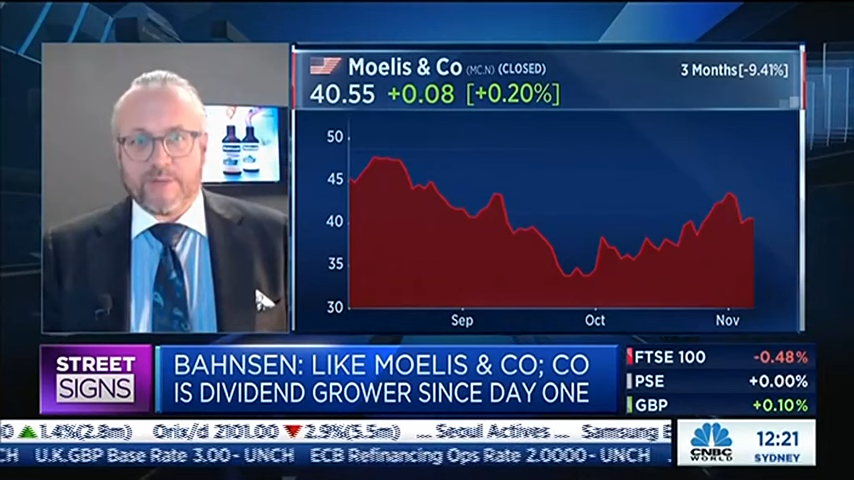 Moelis & Co (MC.N) (CLOSED)
3 Months[-9.41%]
40.55 +0.08 [+0.20%]
50
45
40
35
30
Sep Oct Nov
STREET
SIGNS
BAHNSEN: LIKE MOELIS & CO; CO
IS DIVIDEND GROWER SINCE DAY ONE
FTSE 100 -0.48%
PSE +0.00%
GBP +0.10%
0 ▲1.4%(2.8m) Orix/d 2101.00 ▼2.9%(5.5m) ... Seoul Actives ... Samsung E
CH U.K.GBP Base Rate 3.00 - UNCH ECB Refinancing Ops Rate 2.0000 - UNCH
CNBC
WORLD
12:21
SYDNEY